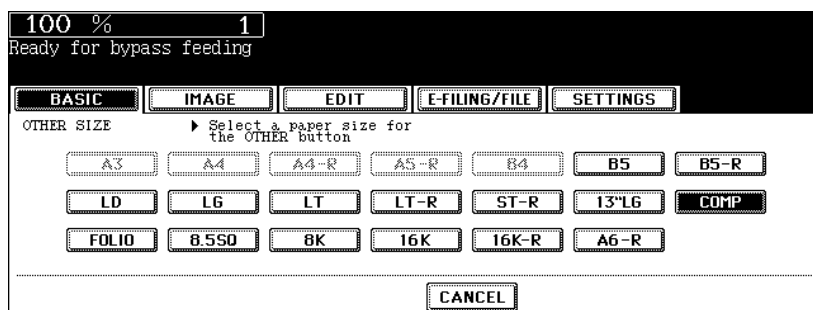 100 % 1
Ready for bypass feeding
BASIC IMAGE EDIT E-FILING/FILE SETTINGS
OTHER SIZE Select a paper size for
the OTHER button
A3 A4 A4-R A5-R B4 B5 B5-R
LD LG LT LT-R ST-R 13"LG COMP
FOLIO 8.5SQ 8K 16K 16K-R A6-R
CANCEL